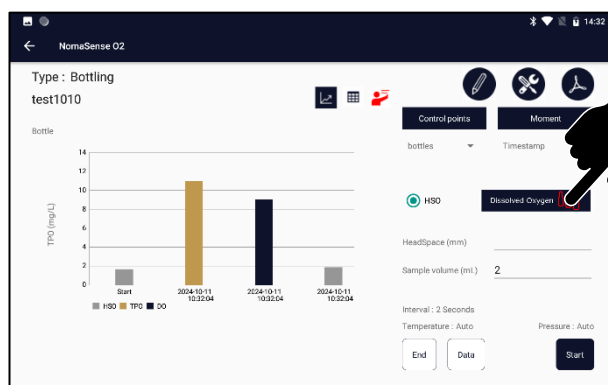 14:32
NomaSense O2
Type : Bottling
test1010
Control points
Moment
bottles
Timestamp
Bottle
14
12
10
8
6
4
2
0
TPO (mg/L)
Start
2024-10-11
10:32:04
2024-10-11
10:32:04
2024-10-11
10:32:04
HSO TPO DO
HSO
Dissolved Oxygen
HeadSpace (mm)
Sample volume (mL)
2
Interval : 2 Seconds
Temperature : Auto
Pressure : Auto
End
Data
Start